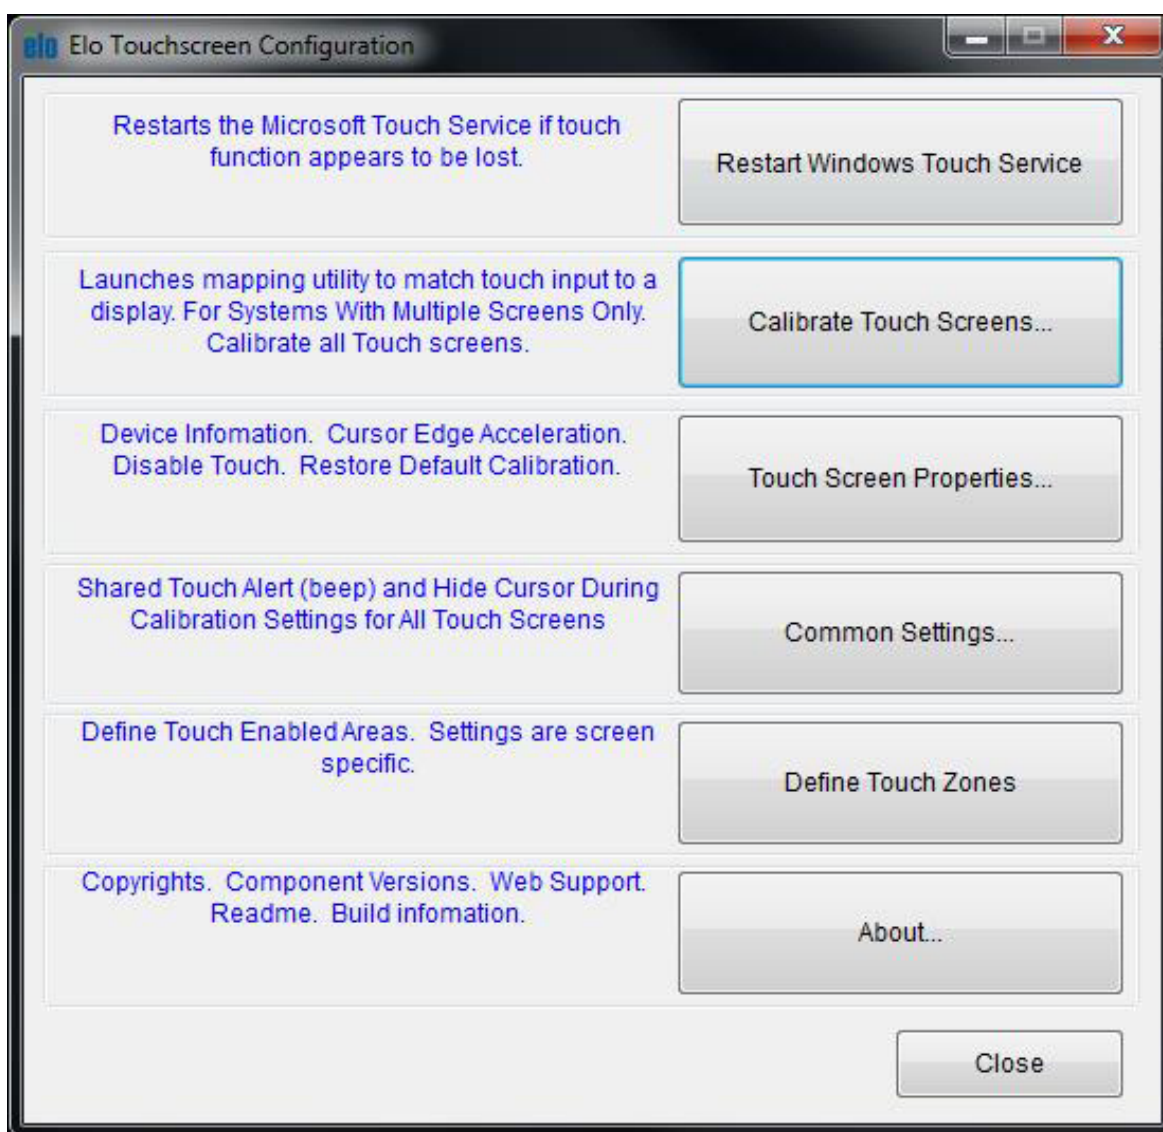 elo Elo Touchscreen Configuration
Restarts the Microsoft Touch Service if touch
function appears to be lost.
Restart Windows Touch Service
Launches mapping utility to match touch input to a
display. For Systems With Multiple Screens Only.
Calibrate all Touch screens.
Calibrate Touch Screens...
Device Infomation.  Cursor Edge Acceleration.
Disable Touch.  Restore Default Calibration.
Touch Screen Properties...
Shared Touch Alert (beep) and Hide Cursor During
Calibration Settings for All Touch Screens
Common Settings...
Define Touch Enabled Areas.  Settings are screen
specific.
Define Touch Zones
Copyrights.  Component Versions.  Web Support.
Readme.  Build infomation.
About...
Close